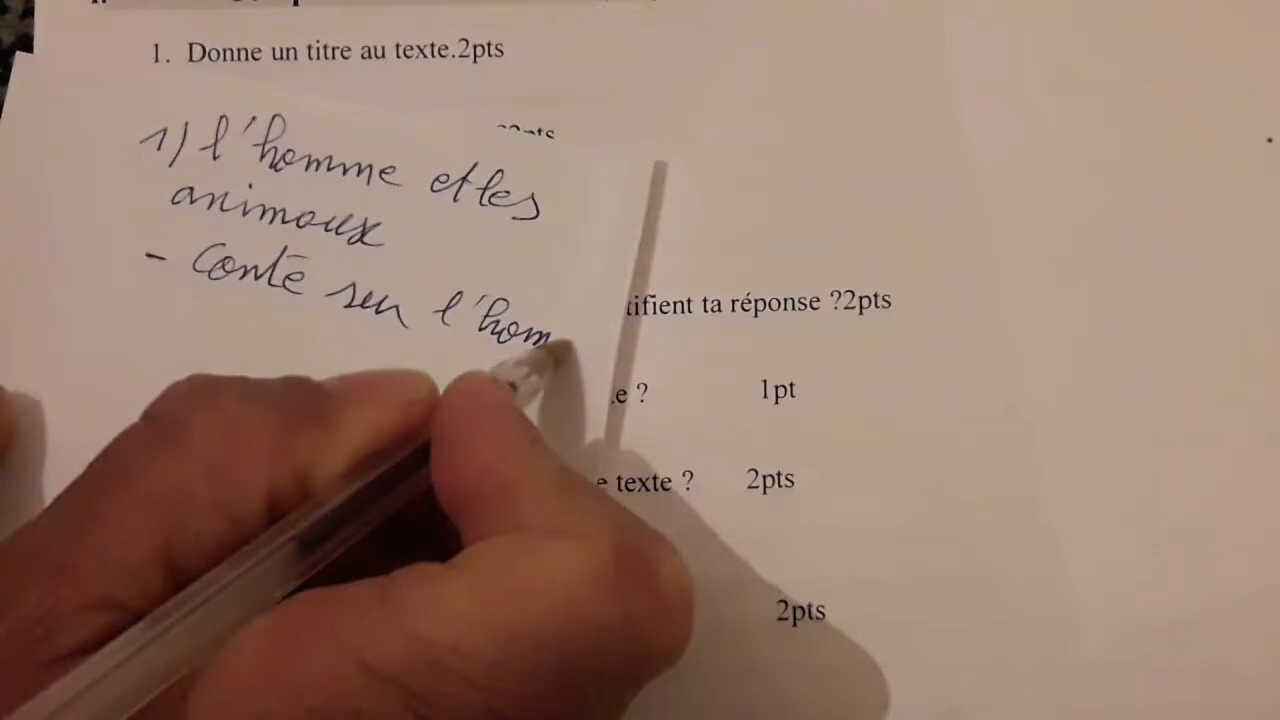 1. Donne un titre au texte.2pts
1) l'homme et les
animaux
- Conte sur l'hom
tifient ta réponse ?2pts
e ? 1pt
e texte ? 2pts
2pts